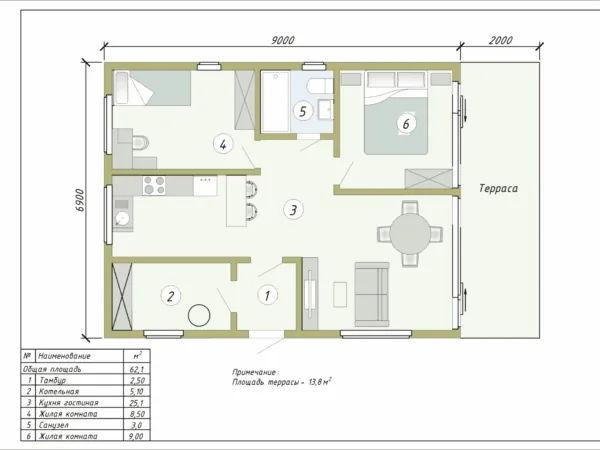 9000
2000
6900
5
4
6
3
Терраса
2
1
№ Наименование м²
Общая площадь 62,1
1 Тамбур 2,50
2 Котельная 5,10
3 Кухня гостиная 25,1
4 Жилая комната 8,50
5 Санузел 3,0
6 Жилая комната 9,00
Примечание :
Площадь террасы - 13,8 м²